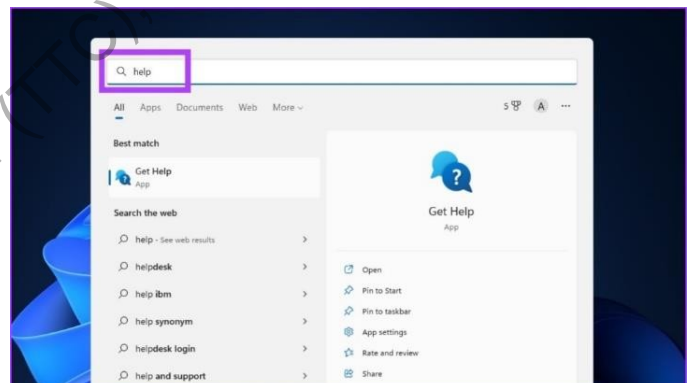 (TTC),
help
All Apps Documents Web More
5 A ...
Best match
Get Help
App
Search the web
help - See web results
helpdesk
help ibm
help synonym
helpdesk login
help and support
Get Help
App
Open
Pin to Start
Pin to taskbar
App settings
Rate and review
Share